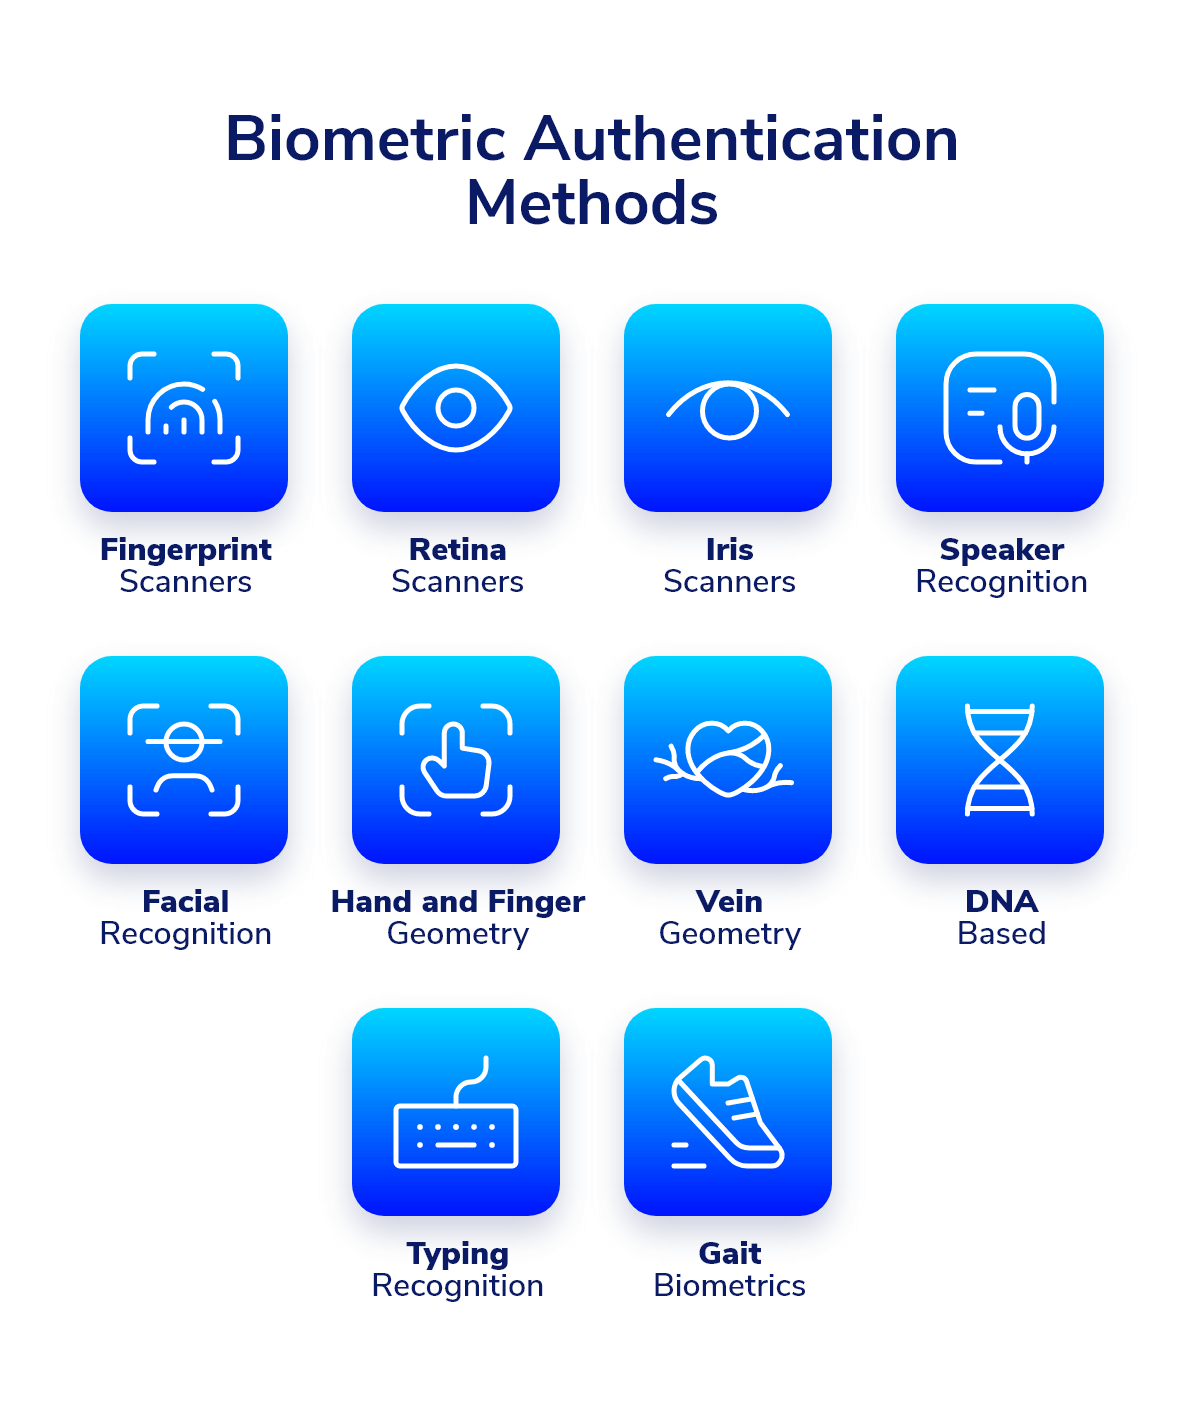 Biometric Authentication
Methods
Fingerprint
Scanners
Retina
Scanners
Iris
Scanners
Speaker
Recognition
Facial
Recognition
Hand and Finger
Geometry
Vein
Geometry
DNA
Based
Typing
Recognition
Gait
Biometrics